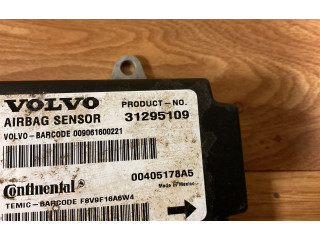 VOLVO
PRODUCT-NO.
AIRBAG SENSOR
31295109
VOLVO-BARCODE 009061600221
00405178A5
Continental
Made in Mexico
TEMIC-BARCODE F8V9F16A6W4